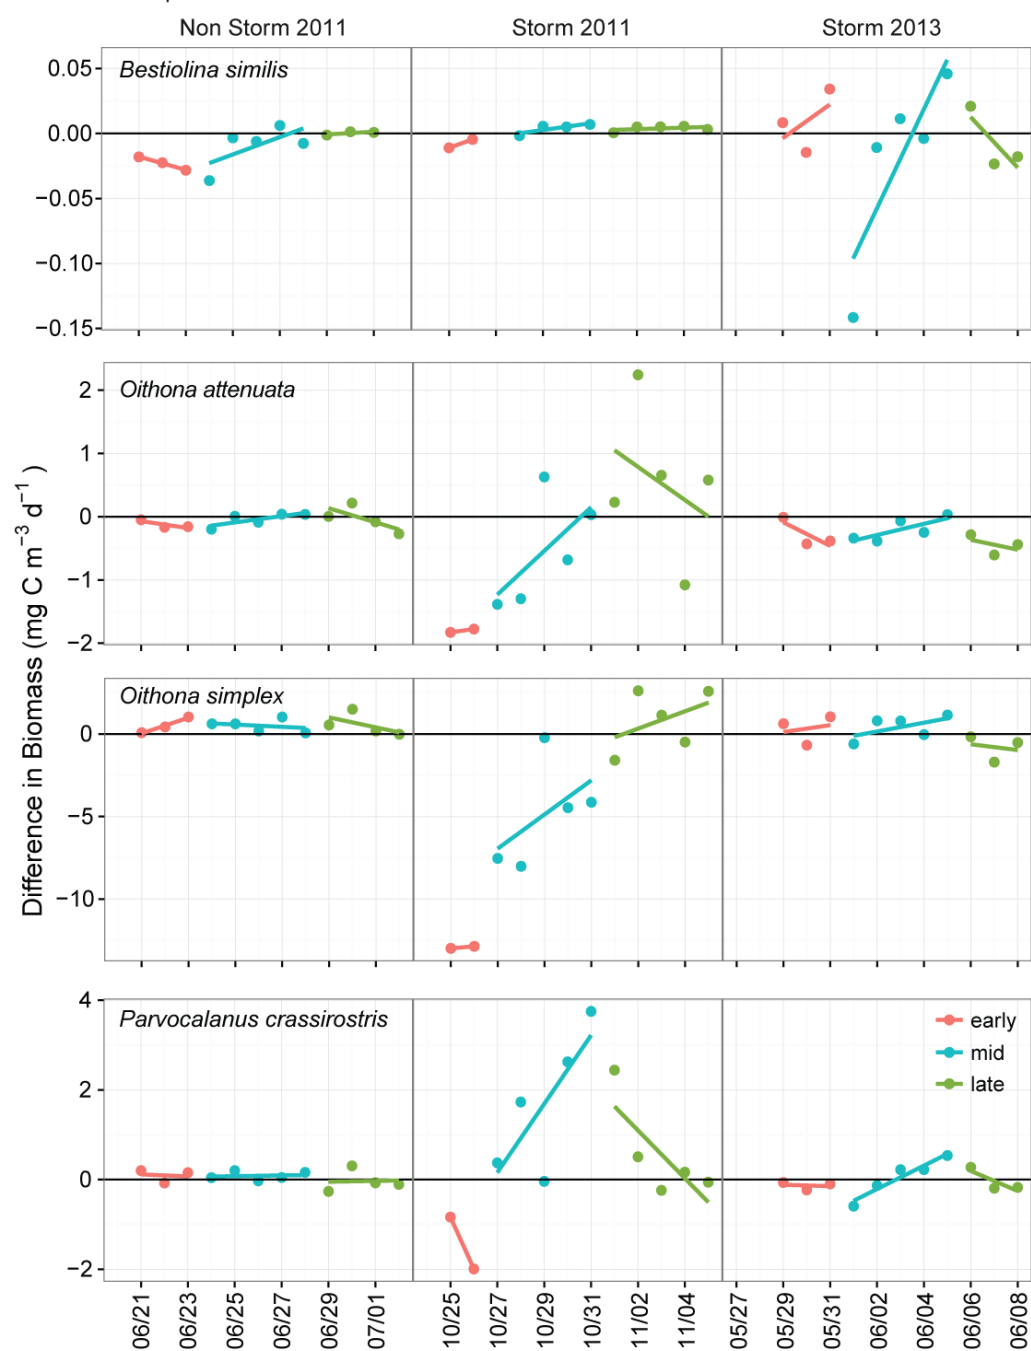 Non Storm 2011 Storm 2011 Storm 2013
Bestiolina similis
0.05
0.00
−0.05
−0.10
−0.15
Oithona attenuata
2
1
0
−1
−2
Oithona simplex
0
−5
−10
Parvocalanus crassirostris
4
2
0
−2
early
mid
late
Difference in Biomass (mg C m⁻³ d⁻¹ )
06/21 06/23 06/25 06/27 06/29 07/01 10/25 10/27 10/29 10/31 11/02 11/04 05/27 05/29 05/31 06/02 06/04 06/06 06/08